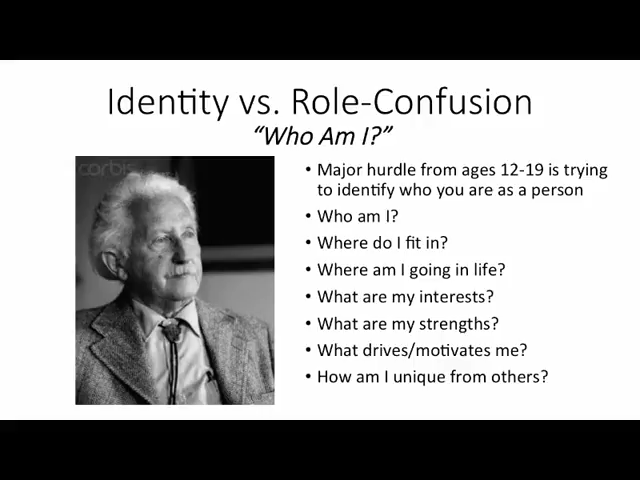 Identity vs. Role-Confusion
“Who Am I?”
corbis
• Major hurdle from ages 12-19 is trying
to identify who you are as a person
• Who am I?
• Where do I fit in?
• Where am I going in life?
• What are my interests?
• What are my strengths?
• What drives/motivates me?
• How am I unique from others?